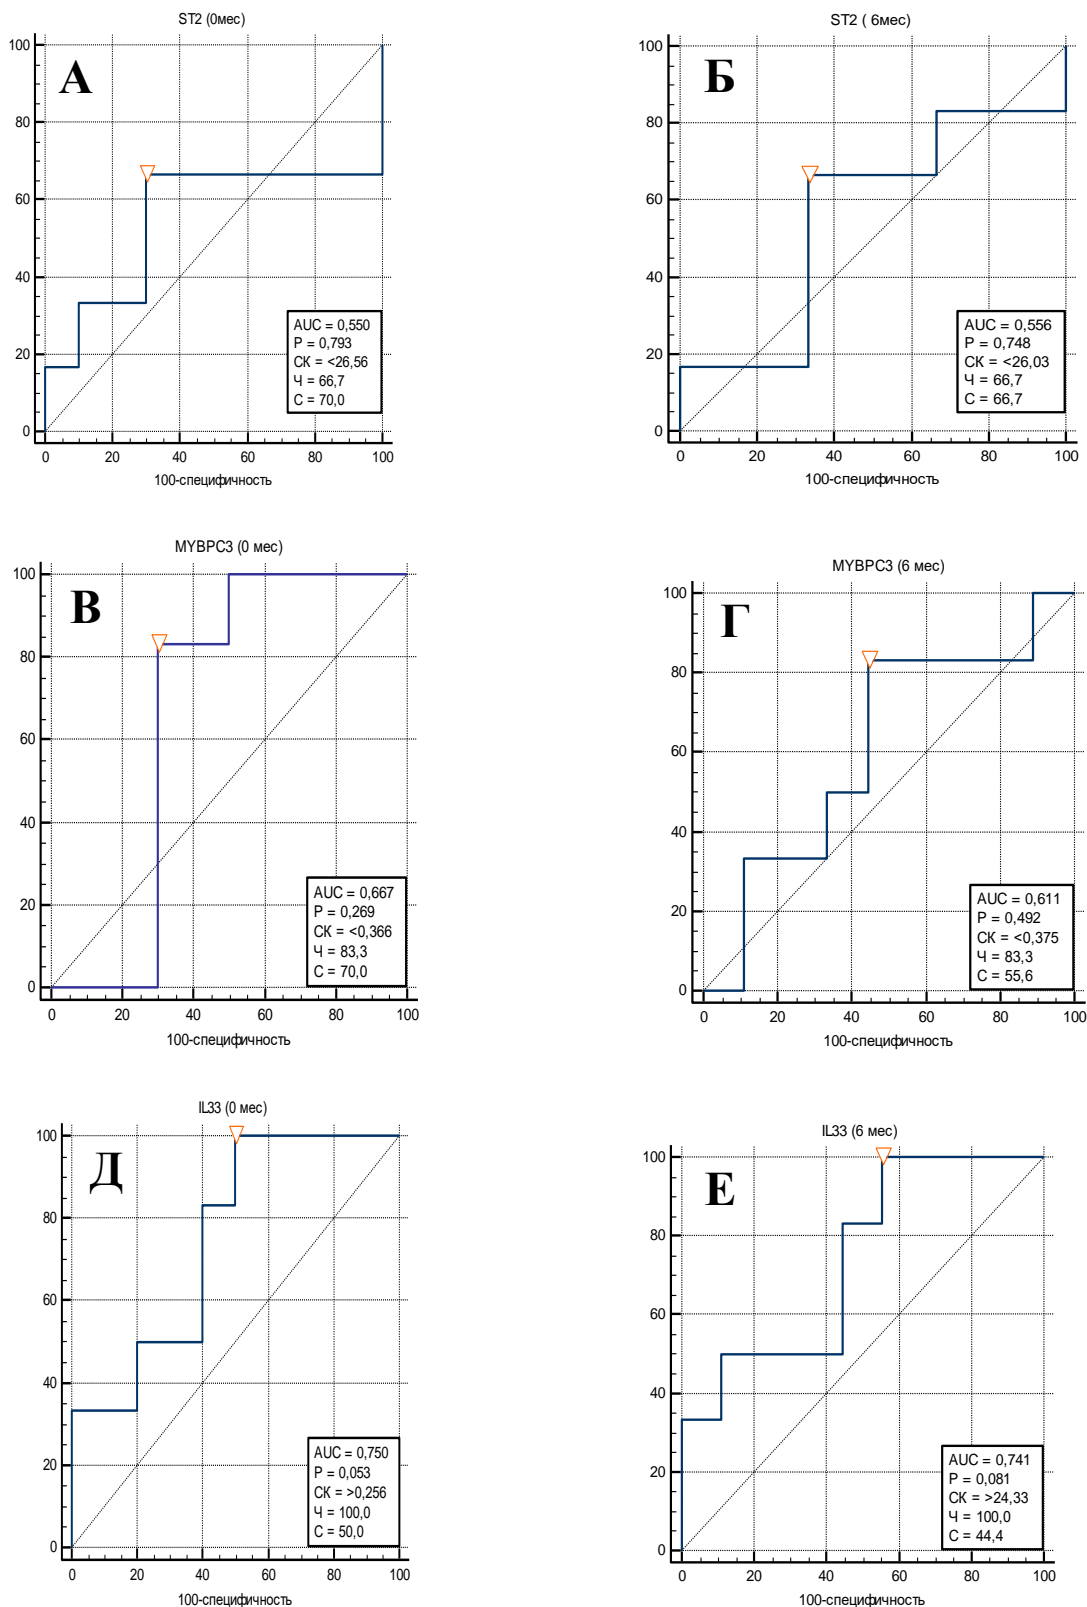 ST2 (0мес)
А
100
80
60
40
20
0
AUC = 0,550
P = 0,793
СК = <26,56
Ч = 66,7
С = 70,0
0 20 40 60 80 100
100-специфичность
ST2 ( 6мес)
Б
100
80
60
40
20
0
AUC = 0,556
P = 0,748
СК = <26,03
Ч = 66,7
С = 66,7
0 20 40 60 80 100
100-специфичность
MYBPC3 (0 мес)
В
100
80
60
40
20
0
AUC = 0,667
P = 0,269
СК = <0,366
Ч = 83,3
С = 70,0
0 20 40 60 80 100
100-специфичность
MYBPC3 (6 мес)
Г
100
80
60
40
20
0
AUC = 0,611
P = 0,492
СК = <0,375
Ч = 83,3
С = 55,6
0 20 40 60 80 100
100-специфичность
IL33 (0 мес)
Д
100
80
60
40
20
0
AUC = 0,750
P = 0,053
СК = >0,256
Ч = 100,0
С = 50,0
0 20 40 60 80 100
100-специфичность
IL33 (6 мес)
Е
100
80
60
40
20
0
AUC = 0,741
P = 0,081
СК = >24,33
Ч = 100,0
С = 44,4
0 20 40 60 80 100
100-специфичность